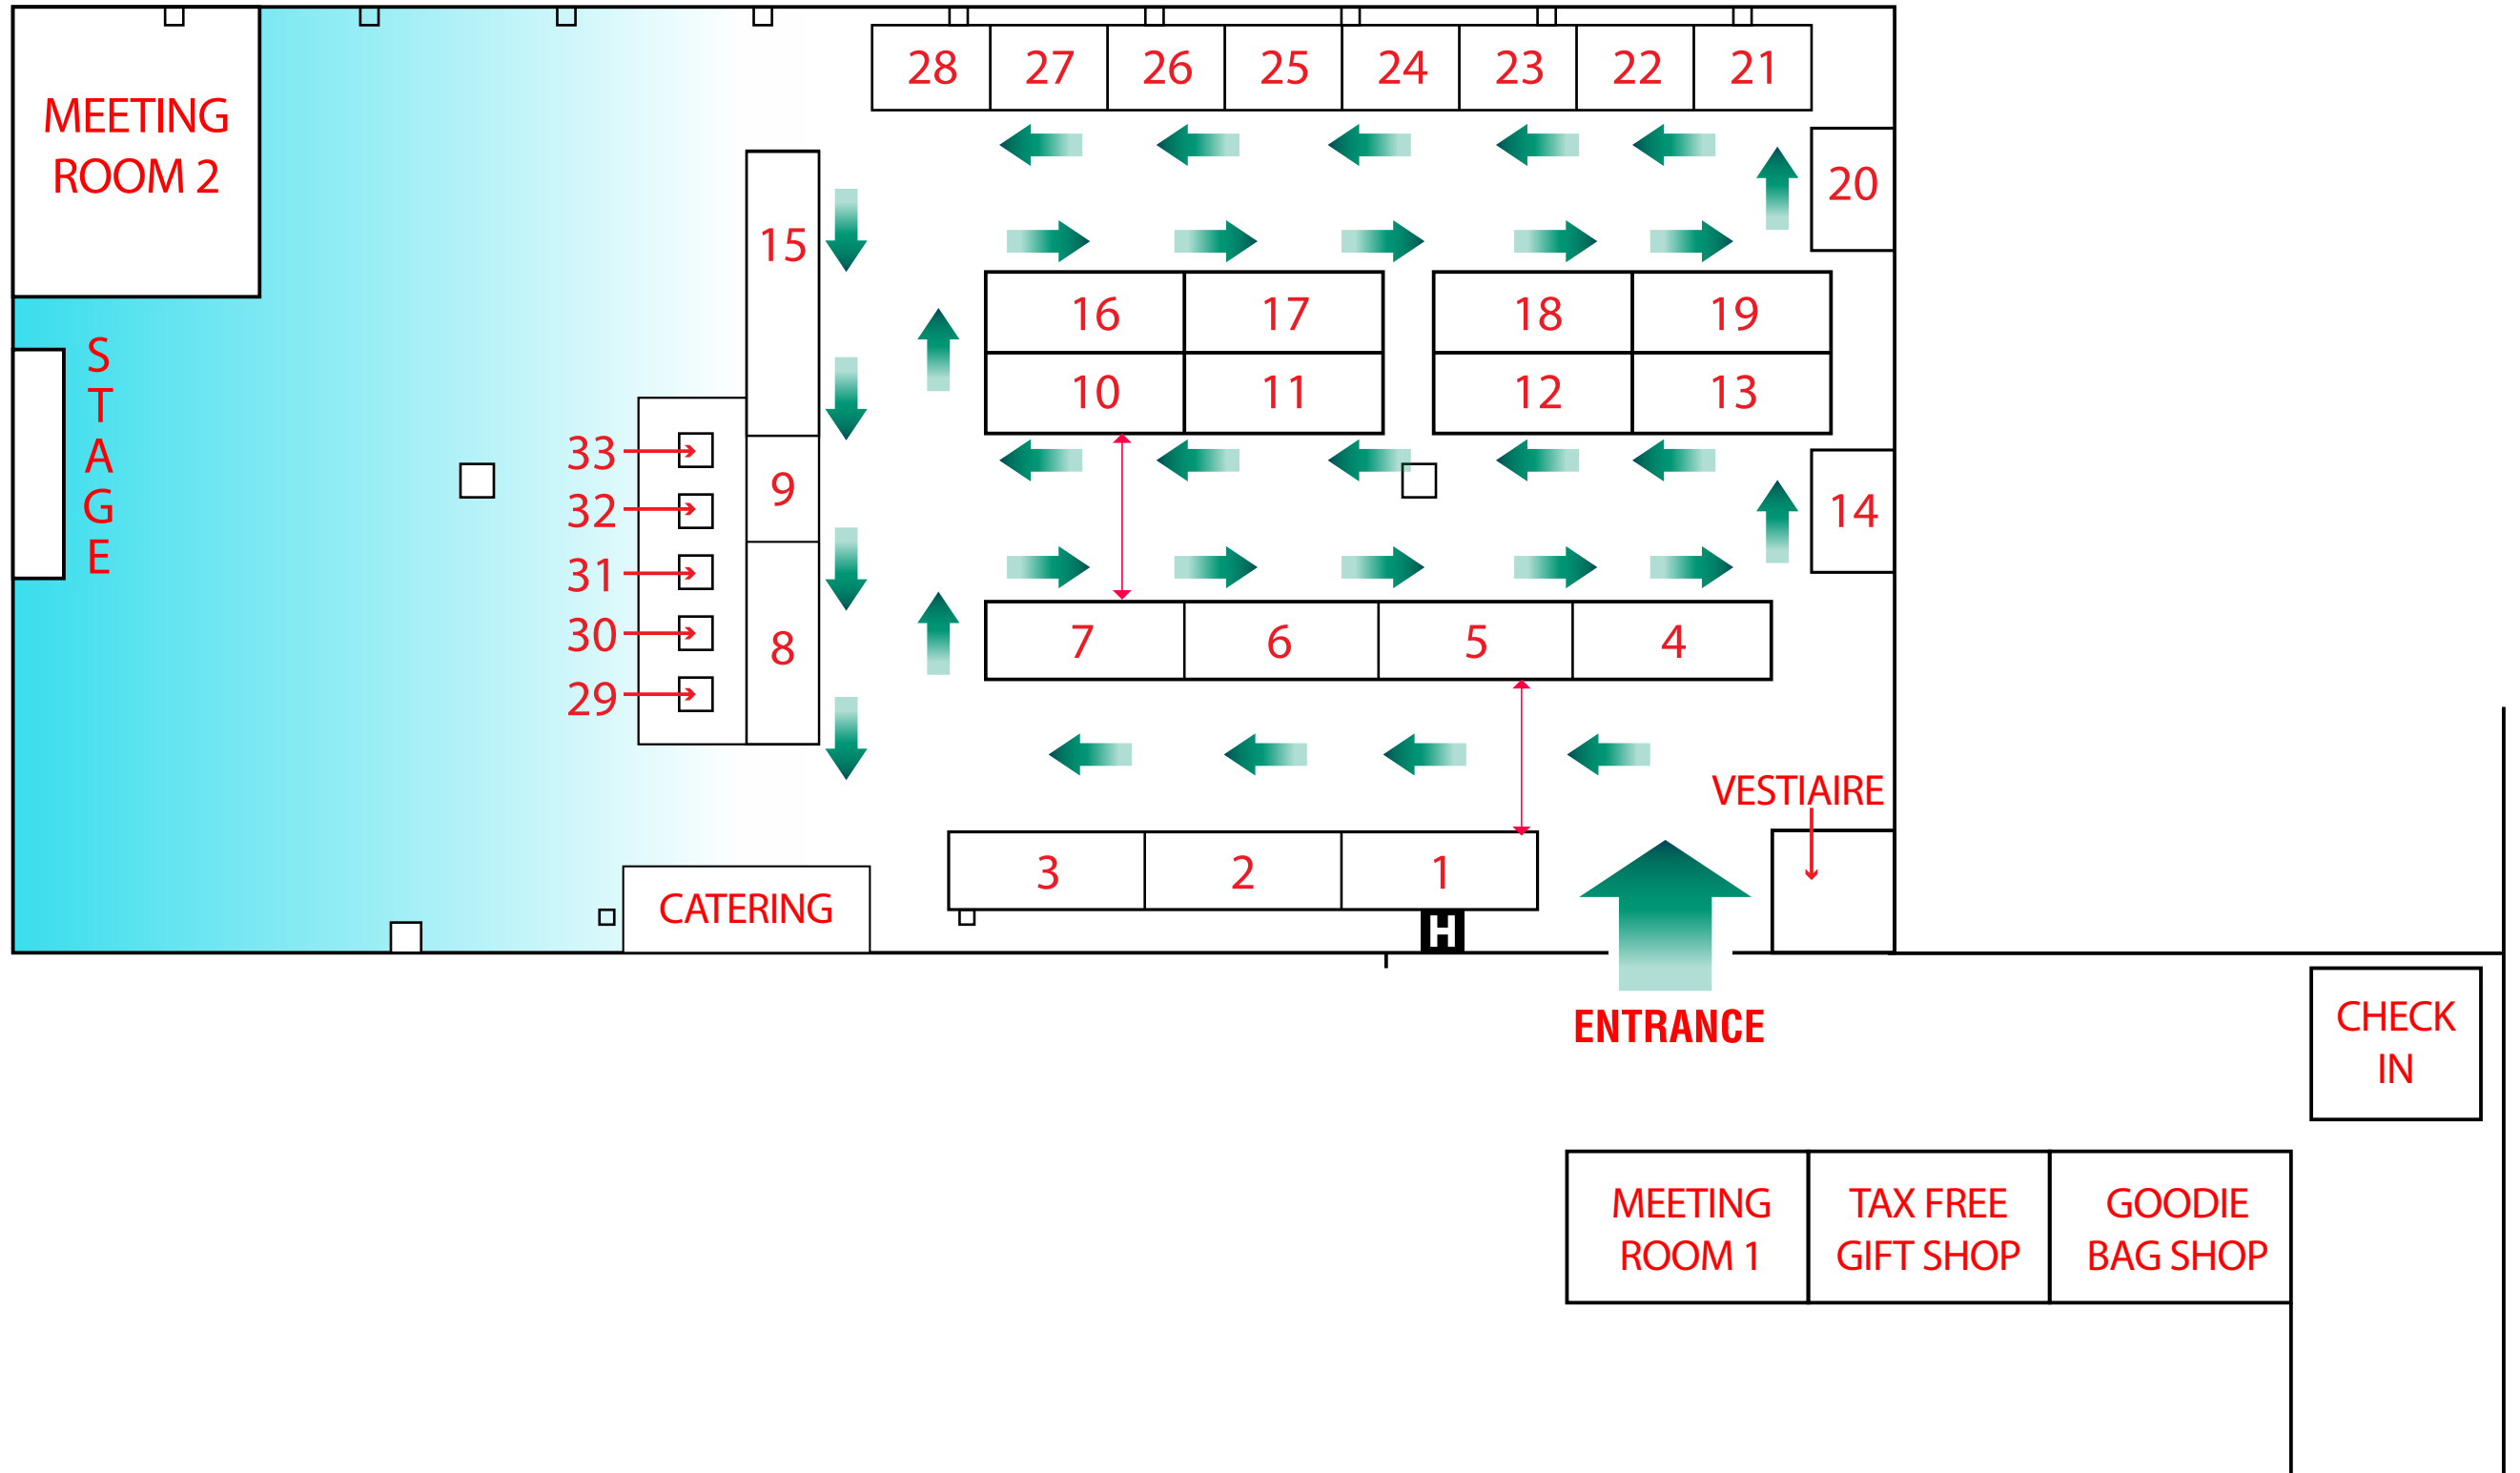 28 27 26 25 24 23 22 21
MEETING
ROOM 2
20
15
16 17 18 19
10 11 12 13
S
T
A
G
E
33
32
31
30
29
9
14
8
7 6 5 4
VESTIAIRE
3 2 1
CATERING
H
ENTRANCE
CHECK
IN
MEETING
ROOM 1
TAX FREE
GIFT SHOP
GOODIE
BAG SHOP